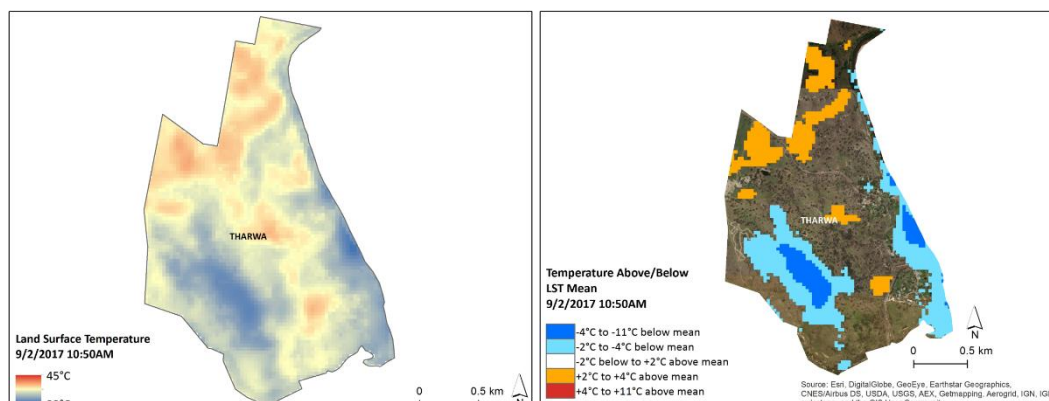 THARWA
Land Surface Temperature
9/2/2017 10:50AM
45°C
0 0.5 km
N
THARWA
Temperature Above/Below
LST Mean
9/2/2017 10:50AM
-4°C to -11°C below mean
-2°C to -4°C below mean
-2°C below to +2°C above mean
+2°C to +4°C above mean
+4°C to +11°C above mean
N
0 0.5 km
Source: Esri, DigitalGlobe, GeoEye, Earthstar Geographics,
CNES/Airbus DS, USDA, USGS, AEX, Getmapping, Aerogrid, IGN, IGP,